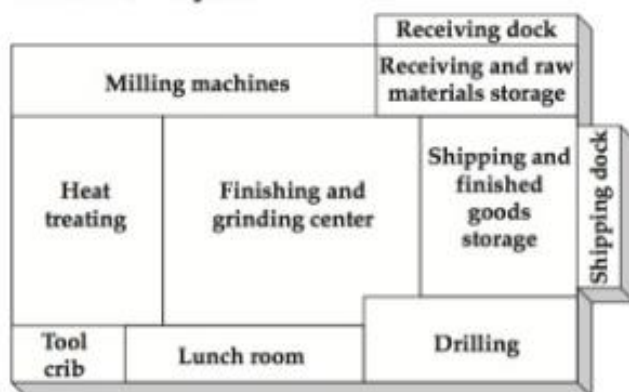 Receiving dock
Milling machines
Receiving and raw
materials storage
Heat
treating
Finishing and
grinding center
Shipping and
finished
goods
storage
Shipping dock
Tool
crib
Lunch room
Drilling